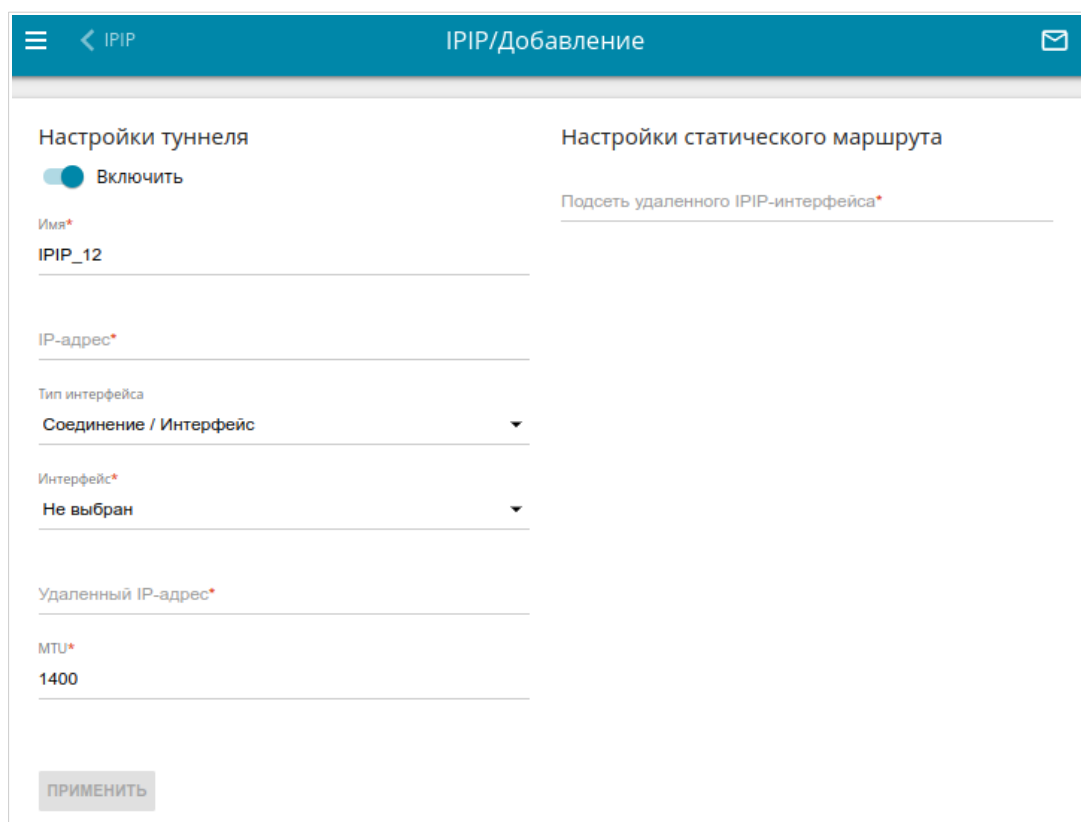 IPIP
IPIP/Добавление
Настройки туннеля
Включить
Имя*
IPIP_12
IP-адрес*
Тип интерфейса
Соединение / Интерфейс
Интерфейс*
Не выбран
Удаленный IP-адрес*
MTU*
1400
ПРИМЕНИТЬ
Настройки статического маршрута
Подсеть удаленного IPIP-интерфейса*